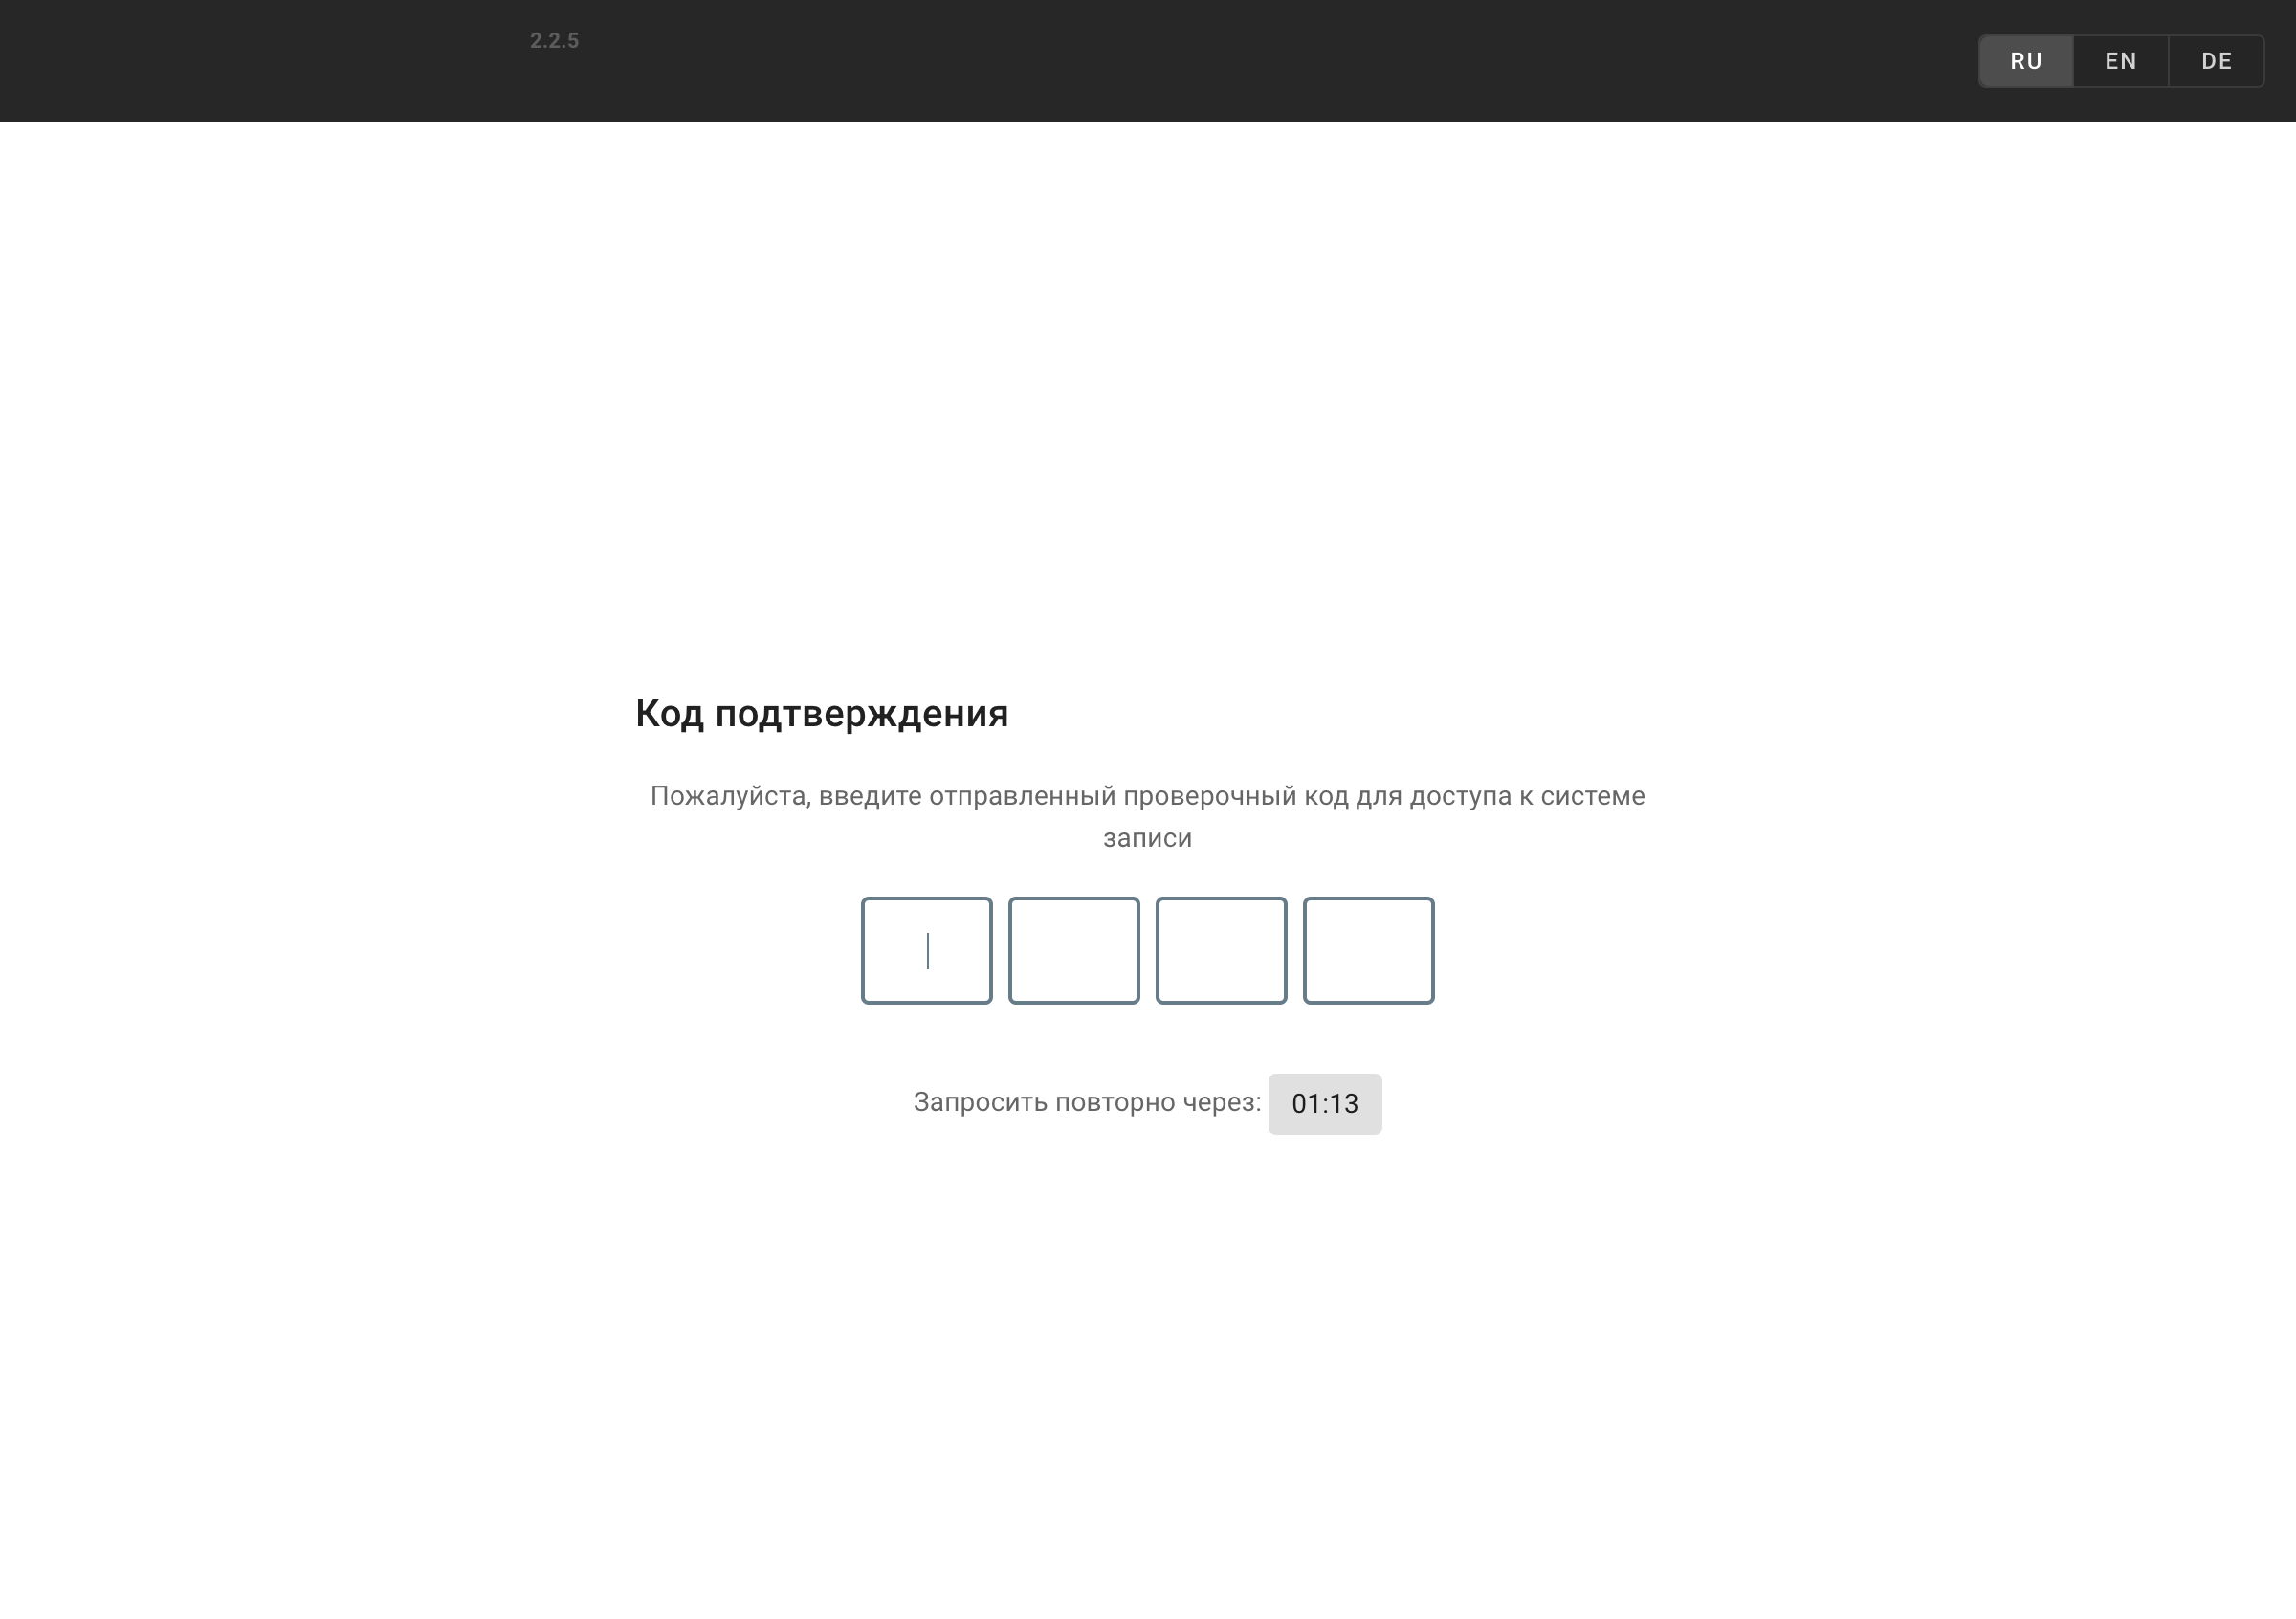 2.2.5
RU EN DE
Код подтверждения
Пожалуйста, введите отправленный проверочный код для доступа к системе
записи
Запросить повторно через: 01:13